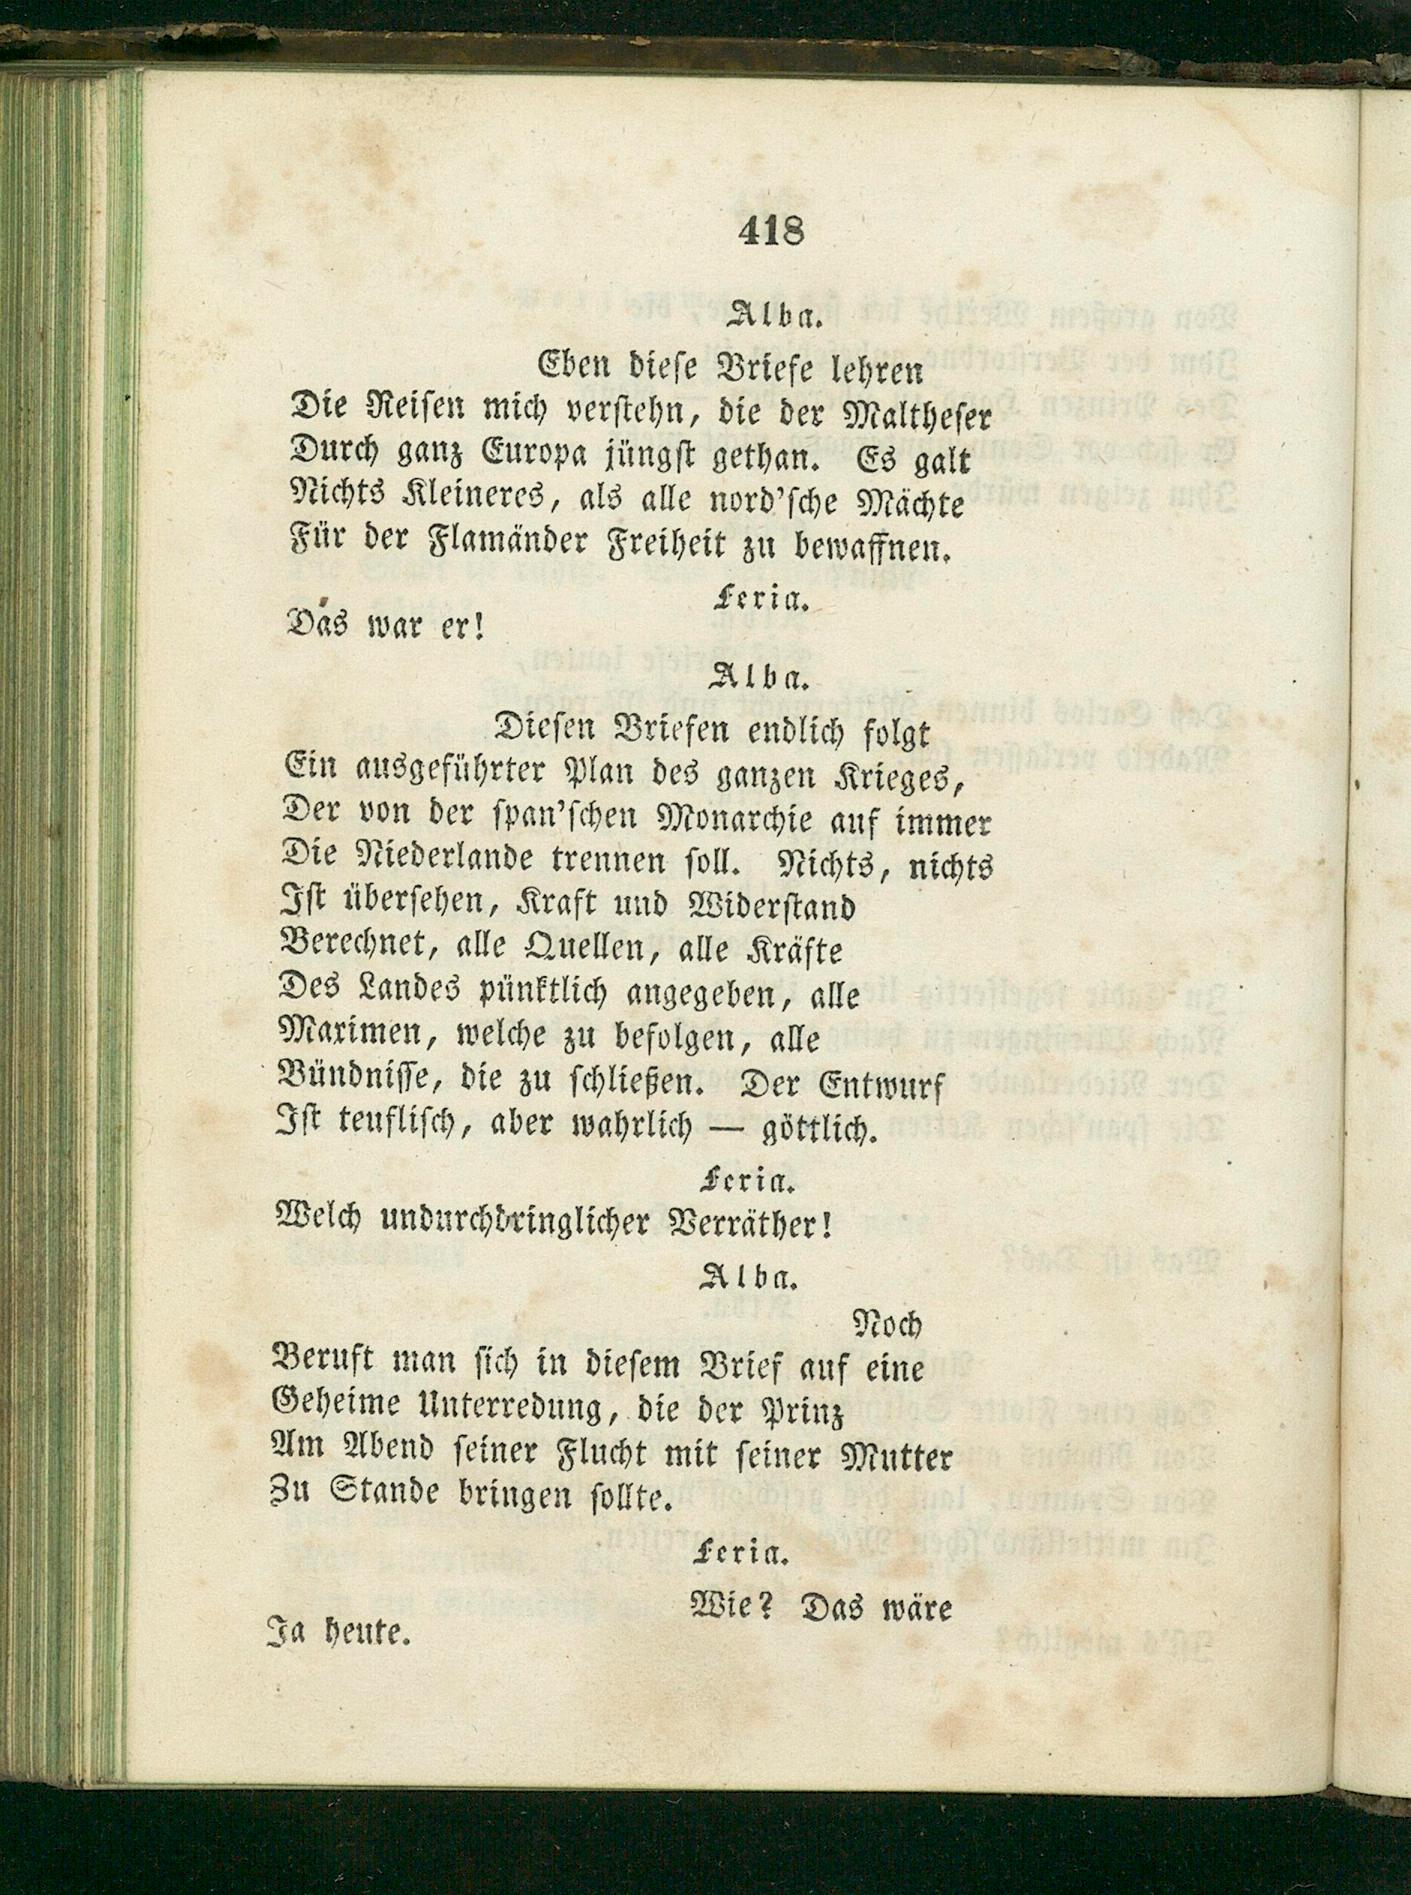 418
Alba.
Eben dieſe Briefe lehren
Die Reiſen mich verſtehn, die der Maltheſer
Durch ganz Europa jüngſt gethan. Es galt
Nichts Kleineres, als alle nord'ſche Mächte
Für der Flamänder Freiheit zu bewaffnen.
Feria.
Das war er!
Alba.
Dieſen Briefen endlich folgt
Ein ausgeführter Plan des ganzen Krieges,
Der von der ſpan'ſchen Monarchie auf immer
Die Niederlande trennen ſoll. Nichts, nichts
Iſt überſehen, Kraft und Widerſtand
Berechnet, alle Quellen, alle Kräfte
Des Landes pünktlich angegeben, alle
Maximen, welche zu befolgen, alle
Bündniſſe, die zu ſchließen. Der Entwurf
Iſt teufliſch, aber wahrlich — göttlich.
Feria.
Welch undurchdringlicher Verräther!
Alba.
Noch
Beruft man ſich in dieſem Brief auf eine
Geheime Unterredung, die der Prinz
Am Abend ſeiner Flucht mit ſeiner Mutter
Zu Stande bringen ſollte.
Feria.
Wie? Das wäre
Ja heute.